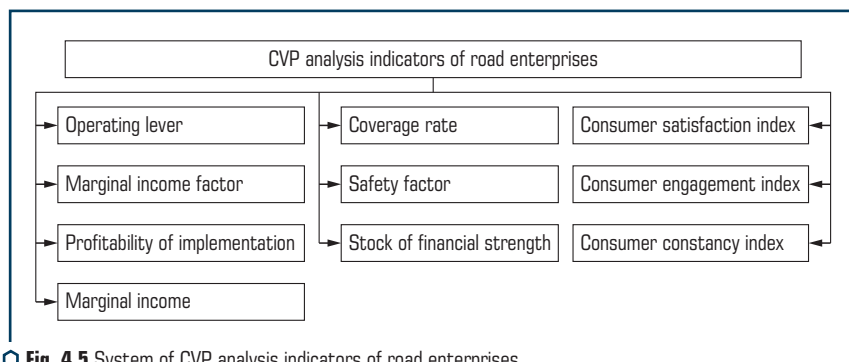 CVP analysis indicators of road enterprises
Operating lever
Marginal income factor
Profitability of implementation
Marginal income
Coverage rate
Safety factor
Stock of financial strength
Consumer satisfaction index
Consumer engagement index
Consumer constancy index
Fig. 4.5 System of CVP analysis indicators of road enterprises